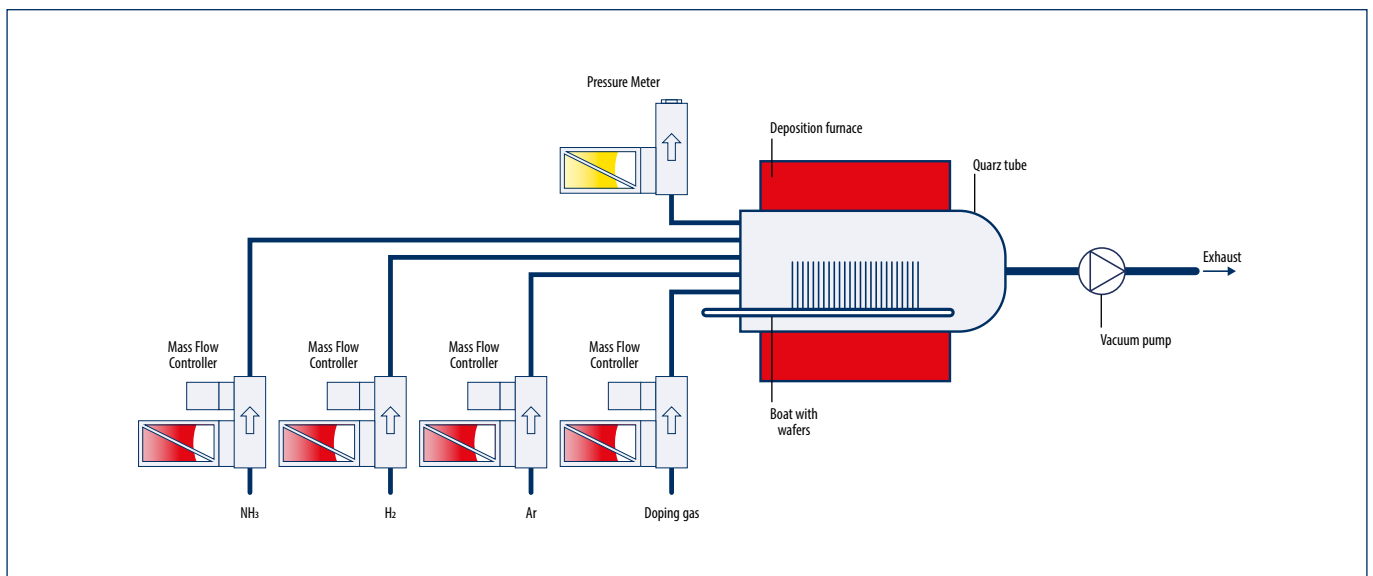 Pressure Meter
Deposition furnace
Quarz tube
Exhaust
Vacuum pump
Mass Flow
Controller
Mass Flow
Controller
Mass Flow
Controller
Mass Flow
Controller
Boat with
wafers
NH₃
H₂
Ar
Doping gas